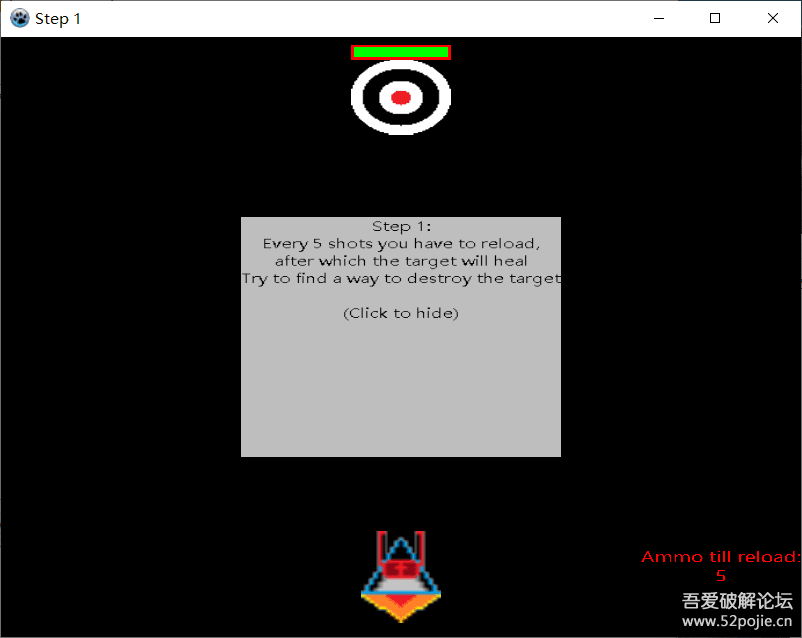 Step 1
Step 1:
Every 5 shots you have to reload,
after which the target will heal
Try to find a way to destroy the target
(Click to hide)
Ammo till reload:
5
吾爱破解论坛
www.52pojie.cn